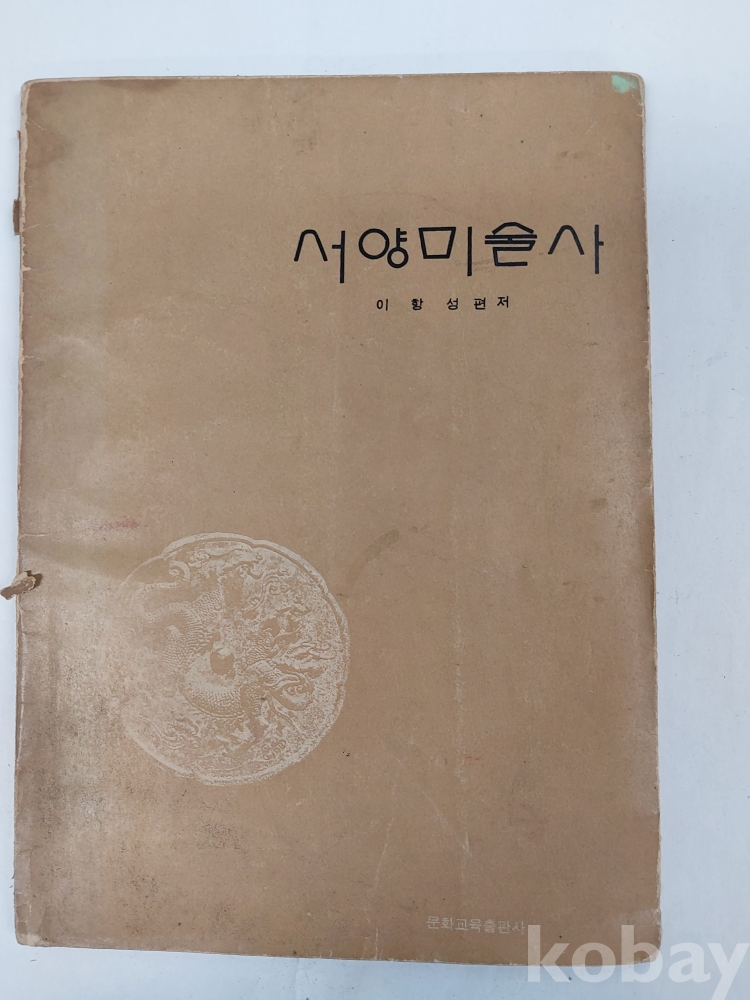 서양미술사
이 항 성 편저
문화교육출판사
kobay